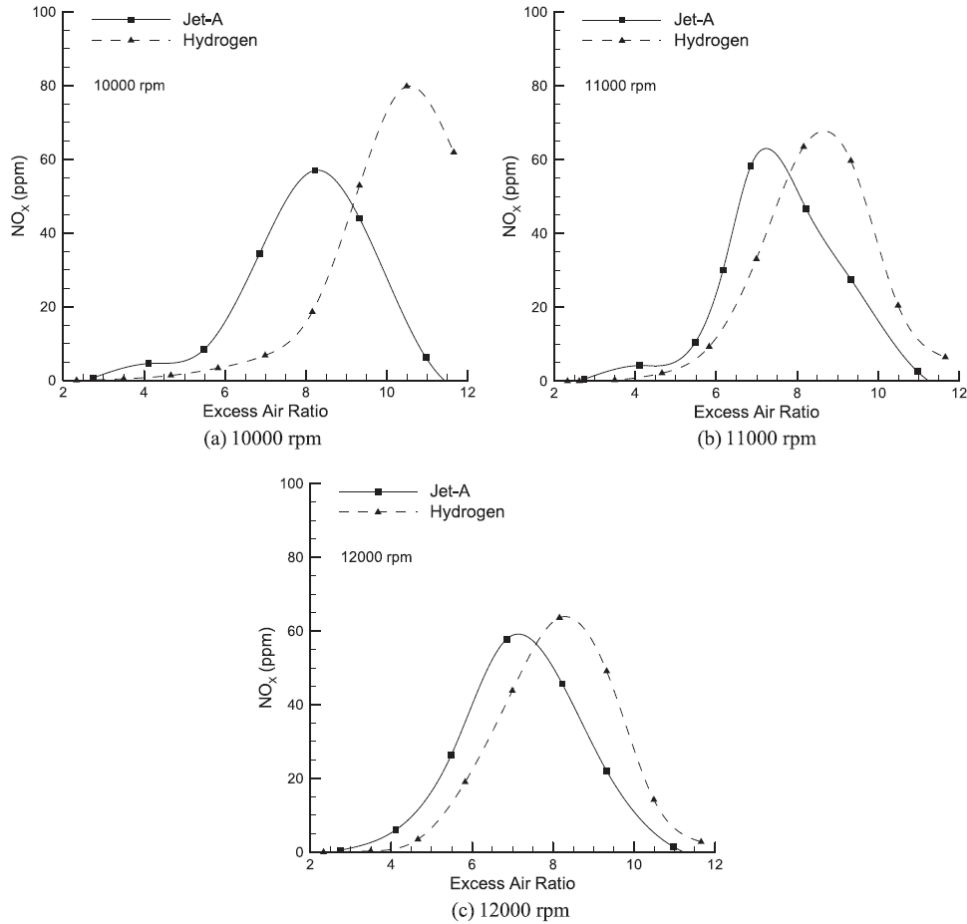 100
80
60
40
20
0
NOX (ppm)
Jet-A
Hydrogen
10000 rpm
2 4 6 8 10 12
Excess Air Ratio
(a) 10000 rpm
100
80
60
40
20
0
NOX (ppm)
Jet-A
Hydrogen
11000 rpm
2 4 6 8 10 12
Excess Air Ratio
(b) 11000 rpm
100
80
60
40
20
0
NOX (ppm)
Jet-A
Hydrogen
12000 rpm
2 4 6 8 10 12
Excess Air Ratio
(c) 12000 rpm